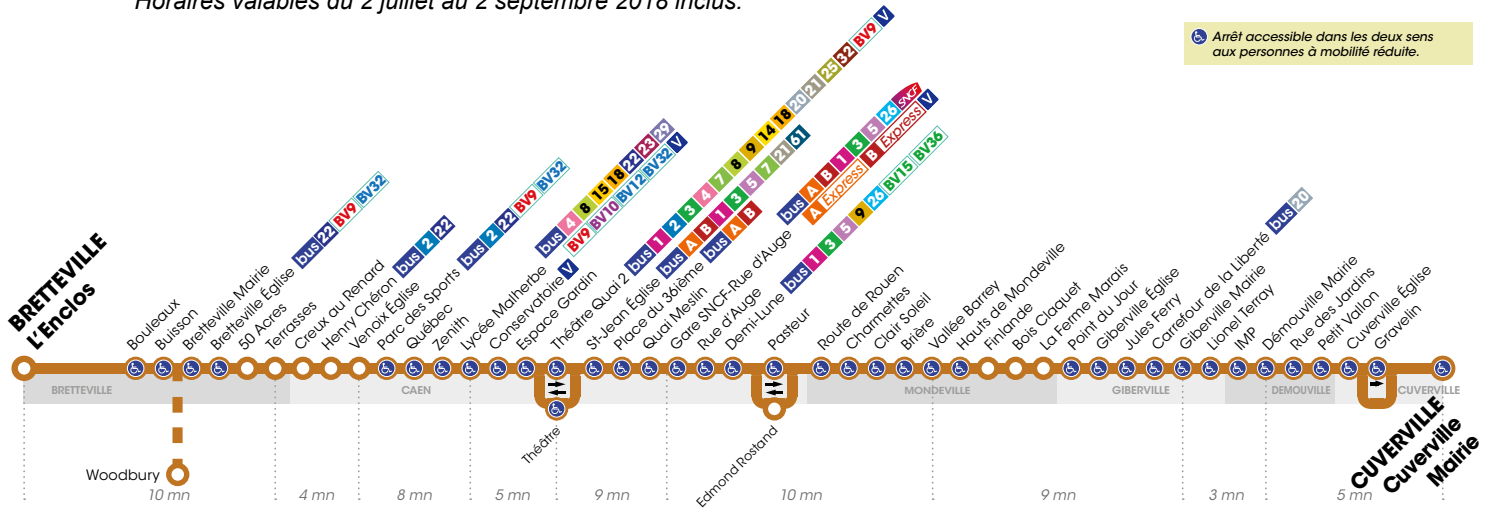 Horaires valables du 2 juillet au 2 septembre 2018 inclus.
Arrêt accessible dans les deux sens
aux personnes à mobilité réduite.
BRETTEVILLE
L'Enclos
Bouleaux
Buisson
Bretteville Mairie
Bretteville Église bus 22 BV9 BV32
50 Acres
Terrasses
Creux au Renard
Henry Chéron bus 2 22
Venoix Église
Parc des Sports bus 2 22 BV9 BV32
Québec
Zenith
Lycée Malherbe bus 4 8 15 18 22 23 29
BV9 BV10 BV12 BV32 V
Conservatoire V
Espace Gardin
Théâtre Quai 2 bus 1 2 3 4 7 8 9 14 18 20 21 25 32 BV9 V
St-Jean Église bus A B 1 3 5 7 21 61
Place du 36ième bus A B
Quai Meslin
Gare SNCF-Rue d'Auge bus A B 1 3 5 26 SNCF
A Express B Express V
Rue d'Auge
Demi-Lune bus 1 3 5 9 26 BV15 BV36
Pasteur
Route de Rouen
Charmettes
Clair Soleil
Brière
Vallée Barrey
Hauts de Mondeville
Finlande
Bois Claquet
La Ferme Marais
Point du Jour
Giberville Église
Jules Ferry
Carrefour de la Liberté bus 20
Giberville Mairie
Lionel Terray
IMP
Démouville Mairie
Rue des Jardins
Petit Vallon
Cuverville Église
Gravelin
BRETTEVILLE
CAEN
MONDEVILLE
GIBERVILLE
DEMOUVILLE
CUVERVILLE
Théâtre
Edmond Rostand
CUVERVILLE
Cuverville
Mairie
Woodbury
10 mn
4 mn
8 mn
5 mn
9 mn
10 mn
9 mn
3 mn
5 mn